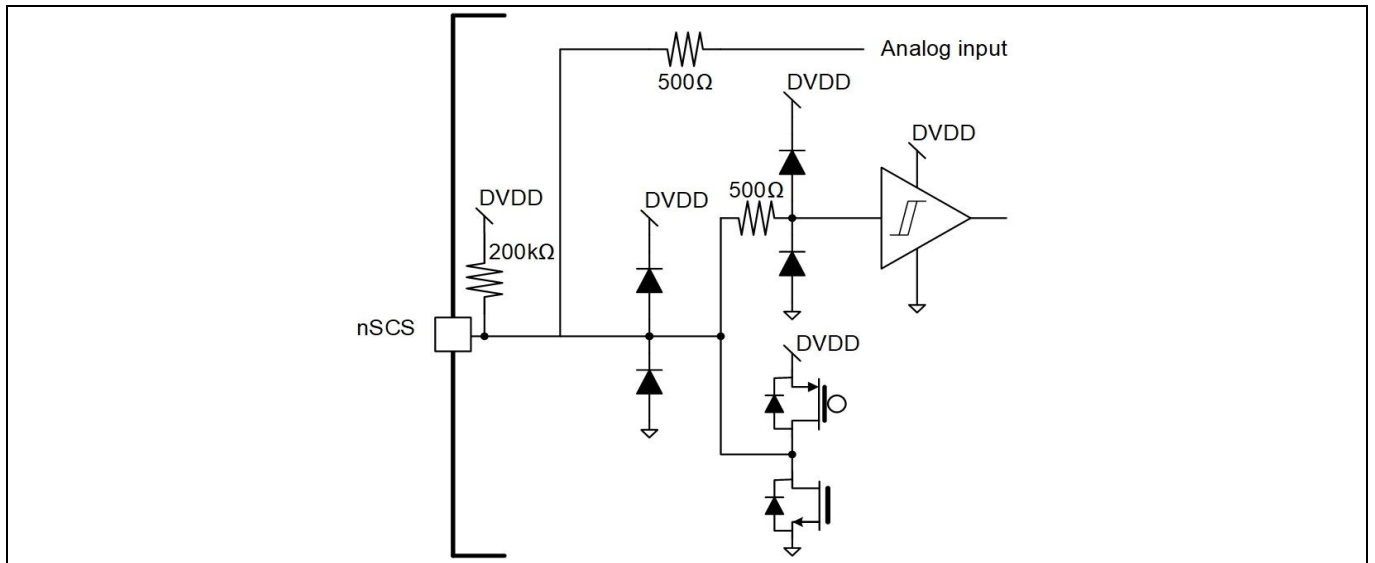 Analog input
500Ω
DVDD
DVDD
DVDD
DVDD
500Ω
200kΩ
nSCS
DVDD